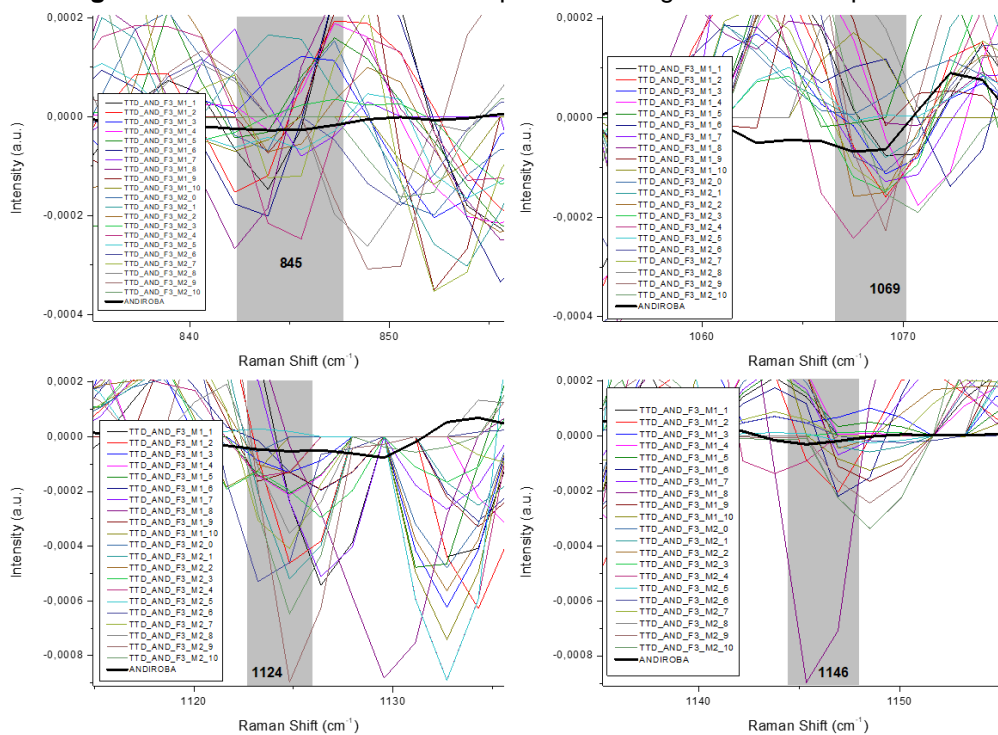 0,0002
0,0000
-0,0002
-0,0004
Intensity (a.u.)
TTD_AND_F3_M1_1
TTD_AND_F3_M1_2
TTD_AND_F3_M1_3
TTD_AND_F3_M1_4
TTD_AND_F3_M1_5
TTD_AND_F3_M1_6
TTD_AND_F3_M1_7
TTD_AND_F3_M1_8
TTD_AND_F3_M1_9
TTD_AND_F3_M1_10
TTD_AND_F3_M2_0
TTD_AND_F3_M2_1
TTD_AND_F3_M2_2
TTD_AND_F3_M2_3
TTD_AND_F3_M2_4
TTD_AND_F3_M2_5
TTD_AND_F3_M2_6
TTD_AND_F3_M2_7
TTD_AND_F3_M2_8
TTD_AND_F3_M2_9
TTD_AND_F3_M2_10
ANDIROBA
845
840 850
Raman Shift (cm⁻¹)
0,0002
0,0000
-0,0002
-0,0004
Intensity (a.u.)
TTD_AND_F3_M1_1
TTD_AND_F3_M1_2
TTD_AND_F3_M1_3
TTD_AND_F3_M1_4
TTD_AND_F3_M1_5
TTD_AND_F3_M1_6
TTD_AND_F3_M1_7
TTD_AND_F3_M1_8
TTD_AND_F3_M1_9
TTD_AND_F3_M1_10
TTD_AND_F3_M2_0
TTD_AND_F3_M2_1
TTD_AND_F3_M2_2
TTD_AND_F3_M2_3
TTD_AND_F3_M2_4
TTD_AND_F3_M2_5
TTD_AND_F3_M2_6
TTD_AND_F3_M2_7
TTD_AND_F3_M2_8
TTD_AND_F3_M2_9
TTD_AND_F3_M2_10
ANDIROBA
1069
1060 1070
Raman Shift (cm⁻¹)
0,0002
0,0000
-0,0002
-0,0004
-0,0006
-0,0008
Intensity (a.u.)
TTD_AND_F3_M1_1
TTD_AND_F3_M1_2
TTD_AND_F3_M1_3
TTD_AND_F3_M1_4
TTD_AND_F3_M1_5
TTD_AND_F3_M1_6
TTD_AND_F3_M1_7
TTD_AND_F3_M1_8
TTD_AND_F3_M1_9
TTD_AND_F3_M1_10
TTD_AND_F3_M2_0
TTD_AND_F3_M2_1
TTD_AND_F3_M2_2
TTD_AND_F3_M2_3
TTD_AND_F3_M2_4
TTD_AND_F3_M2_5
TTD_AND_F3_M2_6
TTD_AND_F3_M2_7
TTD_AND_F3_M2_8
TTD_AND_F3_M2_9
TTD_AND_F3_M2_10
ANDIROBA
1124
1120 1130
Raman Shift (cm⁻¹)
0,0002
0,0000
-0,0002
-0,0004
-0,0006
-0,0008
Intensity (a.u.)
TTD_AND_F3_M1_1
TTD_AND_F3_M1_2
TTD_AND_F3_M1_3
TTD_AND_F3_M1_4
TTD_AND_F3_M1_5
TTD_AND_F3_M1_6
TTD_AND_F3_M1_7
TTD_AND_F3_M1_8
TTD_AND_F3_M1_9
TTD_AND_F3_M1_10
TTD_AND_F3_M2_0
TTD_AND_F3_M2_1
TTD_AND_F3_M2_2
TTD_AND_F3_M2_3
TTD_AND_F3_M2_4
TTD_AND_F3_M2_5
TTD_AND_F3_M2_6
TTD_AND_F3_M2_7
TTD_AND_F3_M2_8
TTD_AND_F3_M2_9
TTD_AND_F3_M2_10
ANDIROBA
1146
1140 1150
Raman Shift (cm⁻¹)